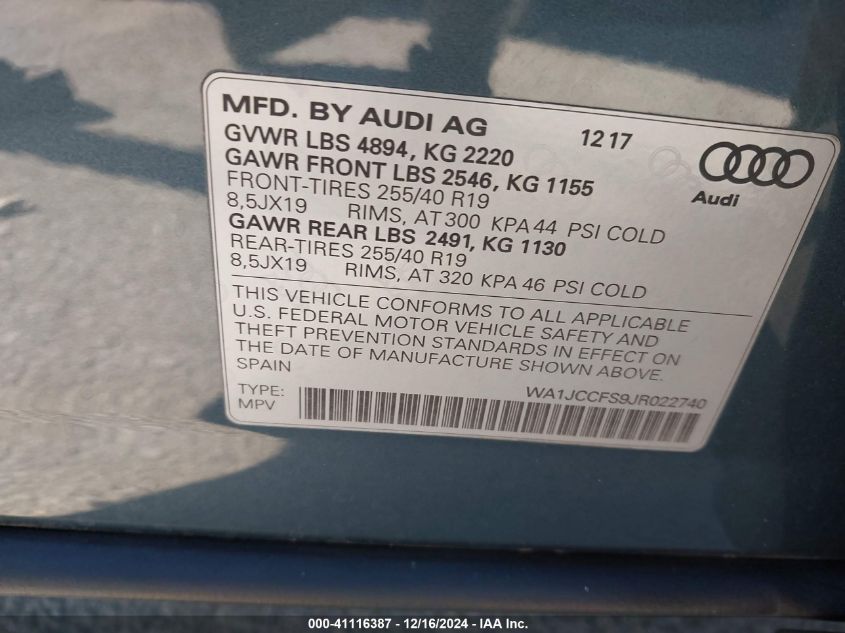 MFD. BY AUDI AG 12 17
GVWR LBS 4894, KG 2220
GAWR FRONT LBS 2546, KG 1155
FRONT-TIRES 255/40 R19
8,5JX19 RIMS, AT 300 KPA 44 PSI COLD
GAWR REAR LBS 2491, KG 1130
REAR-TIRES 255/40 R19
8,5JX19 RIMS, AT 320 KPA 46 PSI COLD
Audi
THIS VEHICLE CONFORMS TO ALL APPLICABLE
U.S. FEDERAL MOTOR VEHICLE SAFETY AND
THEFT PREVENTION STANDARDS IN EFFECT ON
THE DATE OF MANUFACTURE SHOWN ABOVE.
SPAIN
WA1JCCFS9JR022740
TYPE:
MPV
000-41116387 - 12/16/2024 - IAA Inc.